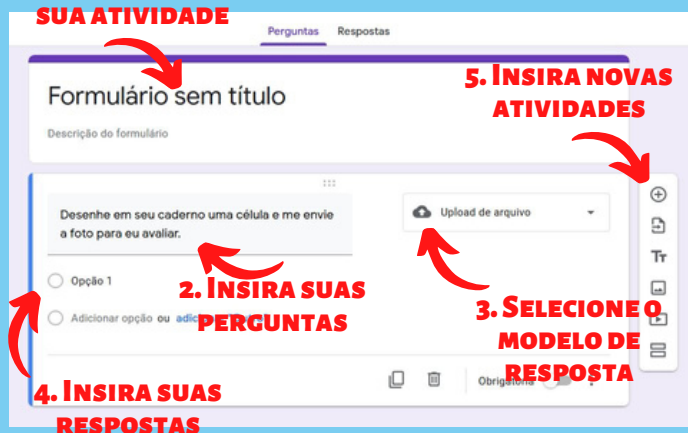 SUA ATIVIDADE
Perguntas Respostas
Formulário sem título
Descrição do formulário
5. INSIRA NOVAS
ATIVIDADES
Desenhe em seu caderno uma célula e me envie
a foto para eu avaliar.
Upload de arquivo
Opção 1
Adicionar opção ou
2. INSIRA SUAS
PERGUNTAS
3. SELECIONE O
MODELO DE
RESPOSTA
Tт
4. INSIRA SUAS
RESPOSTAS